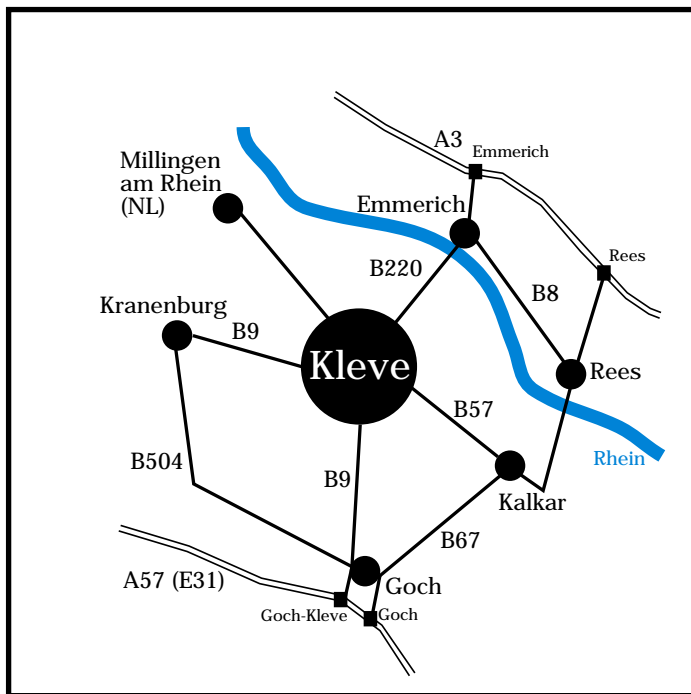 A3
Emmerich
Millingen
am Rhein
(NL)
Emmerich
Rees
B220
B8
Kranenburg
B9
Kleve
Rees
B57
Rhein
B504
B9
Kalkar
B67
A57 (E31)
Goch
Goch-Kleve
Goch